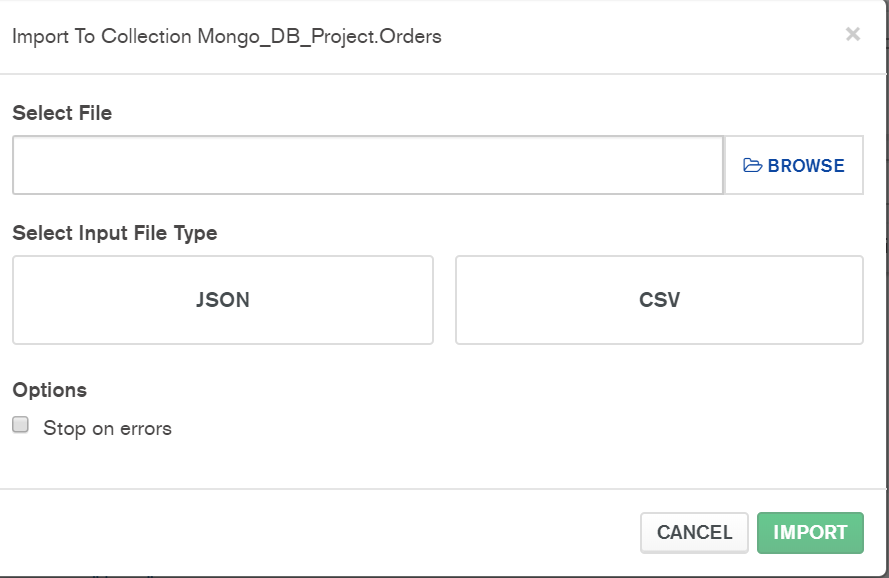 Import To Collection Mongo_DB_Project.Orders
×
Select File
BROWSE
Select Input File Type
JSON
CSV
Options
Stop on errors
CANCEL
IMPORT